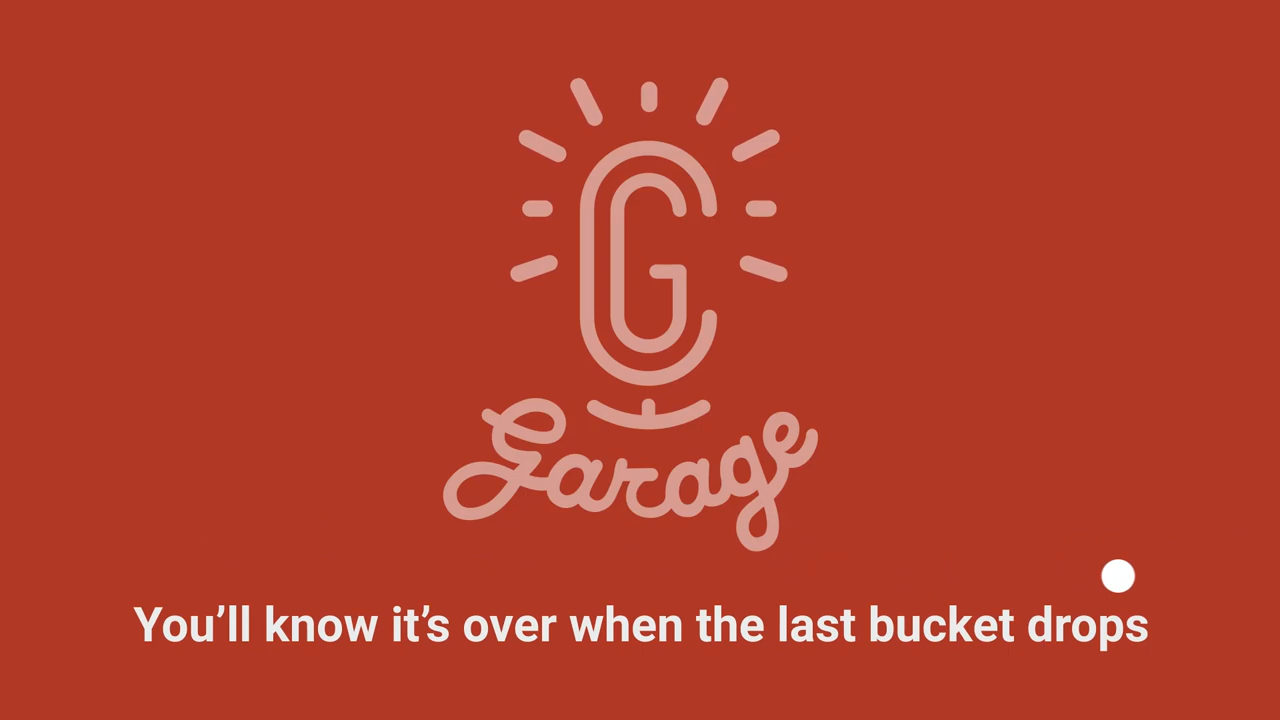 G
Garage
You’ll know it’s over when the last bucket drops